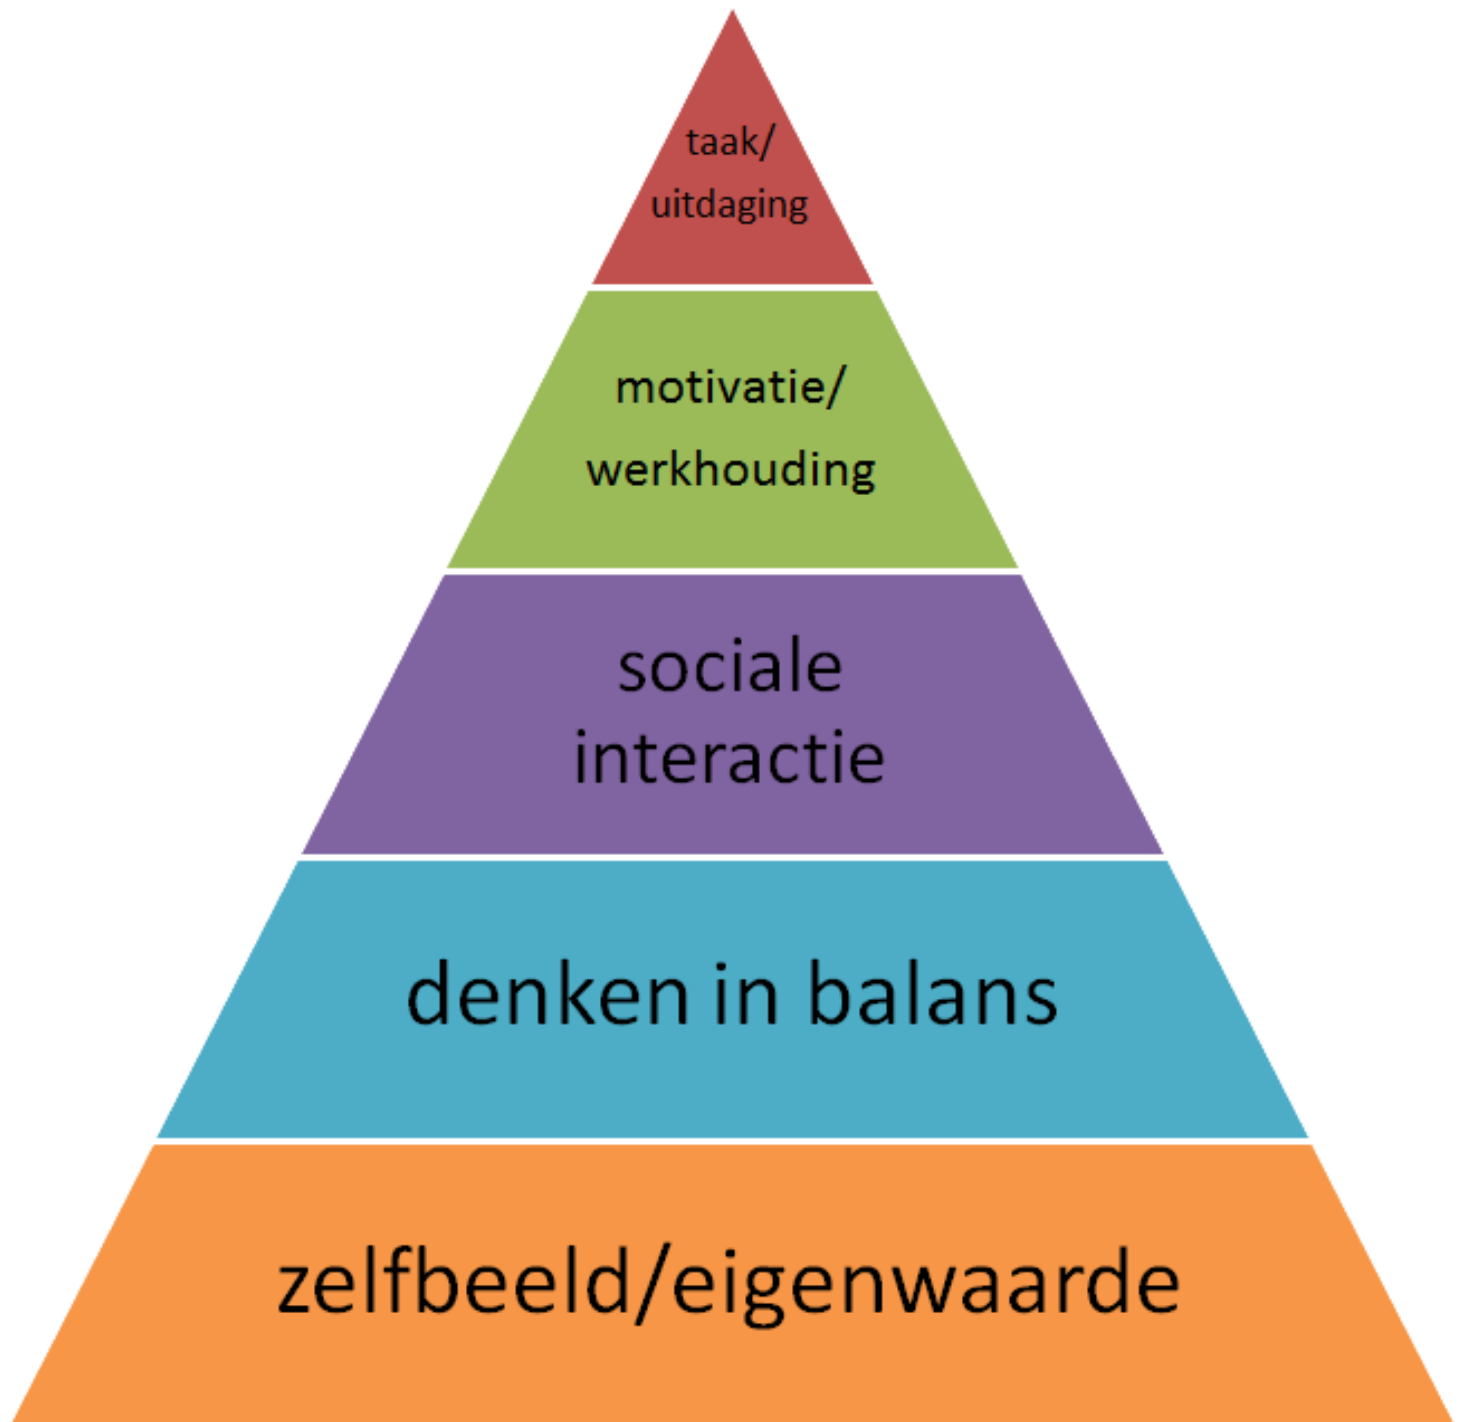 taak/
uitdaging
motivatie/
werkhouding
sociale
interactie
denken in balans
zelfbeeld/eigenwaarde